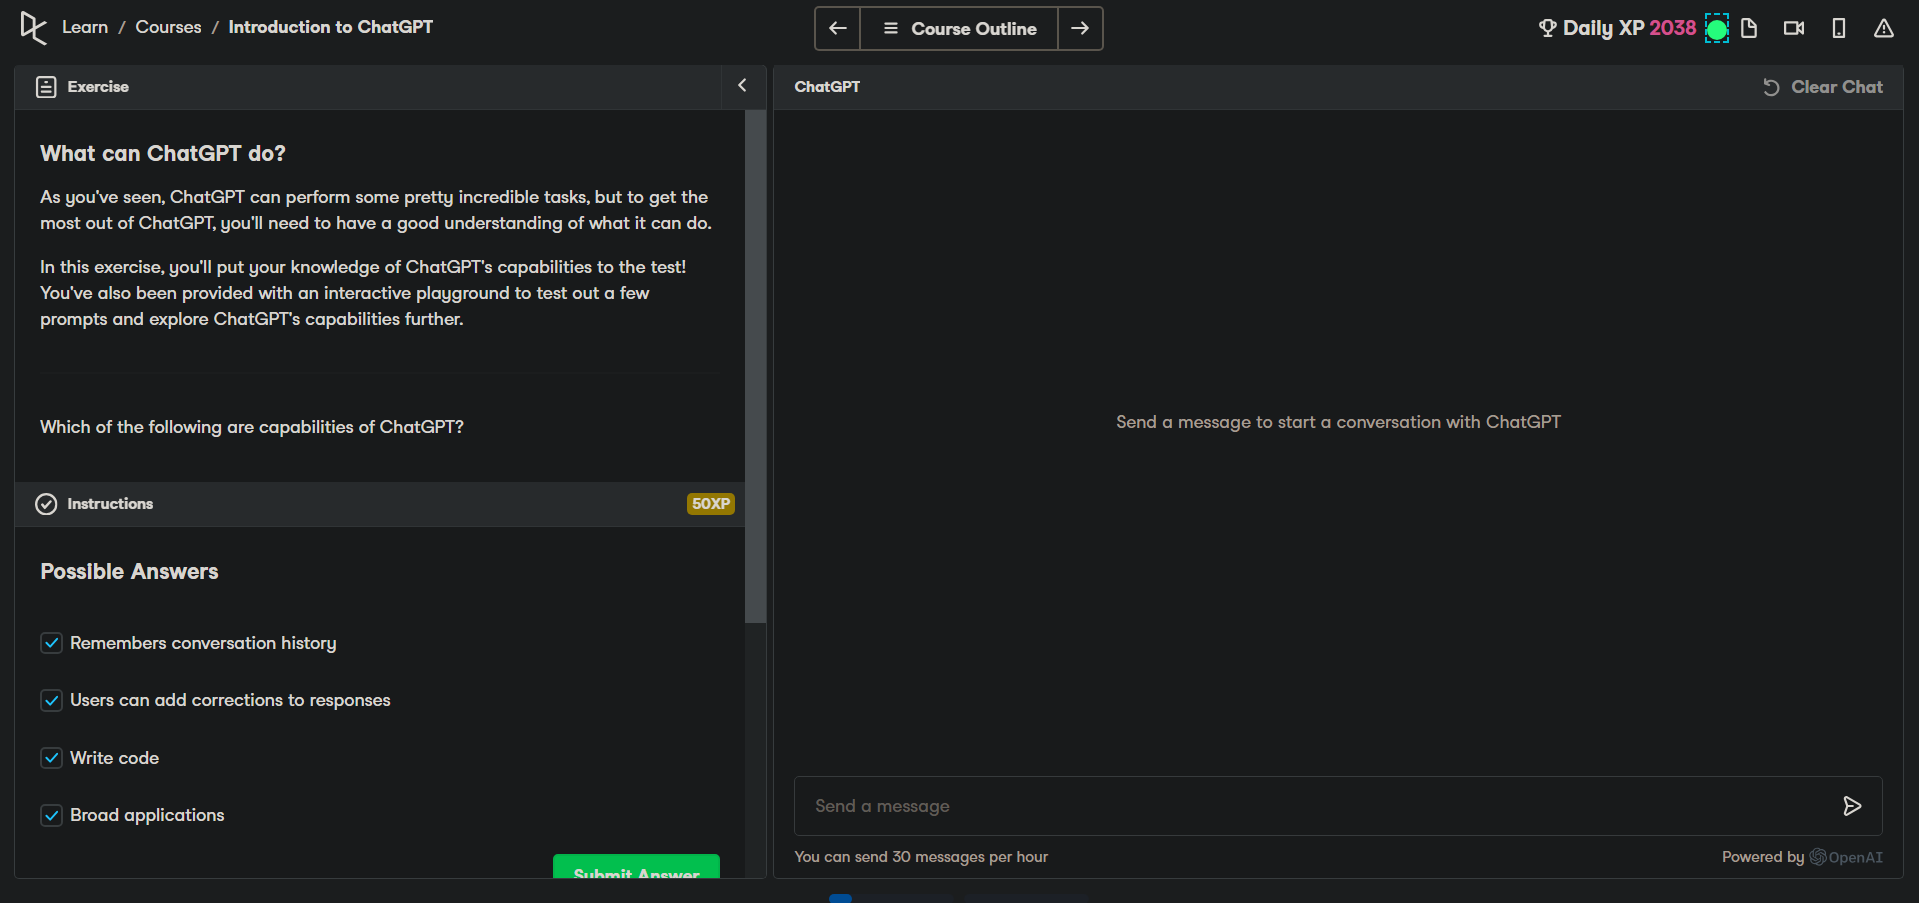 Learn / Courses / Introduction to ChatGPT
Course Outline
Daily XP 2038
Exercise
What can ChatGPT do?
As you've seen, ChatGPT can perform some pretty incredible tasks, but to get the
most out of ChatGPT, you'll need to have a good understanding of what it can do.
In this exercise, you'll put your knowledge of ChatGPT's capabilities to the test!
You've also been provided with an interactive playground to test out a few
prompts and explore ChatGPT's capabilities further.
Which of the following are capabilities of ChatGPT?
Instructions
50XP
Possible Answers
Remembers conversation history
Users can add corrections to responses
Write code
Broad applications
Submit Answer
ChatGPT
Clear Chat
Send a message to start a conversation with ChatGPT
Send a message
You can send 30 messages per hour
Powered by OpenAI